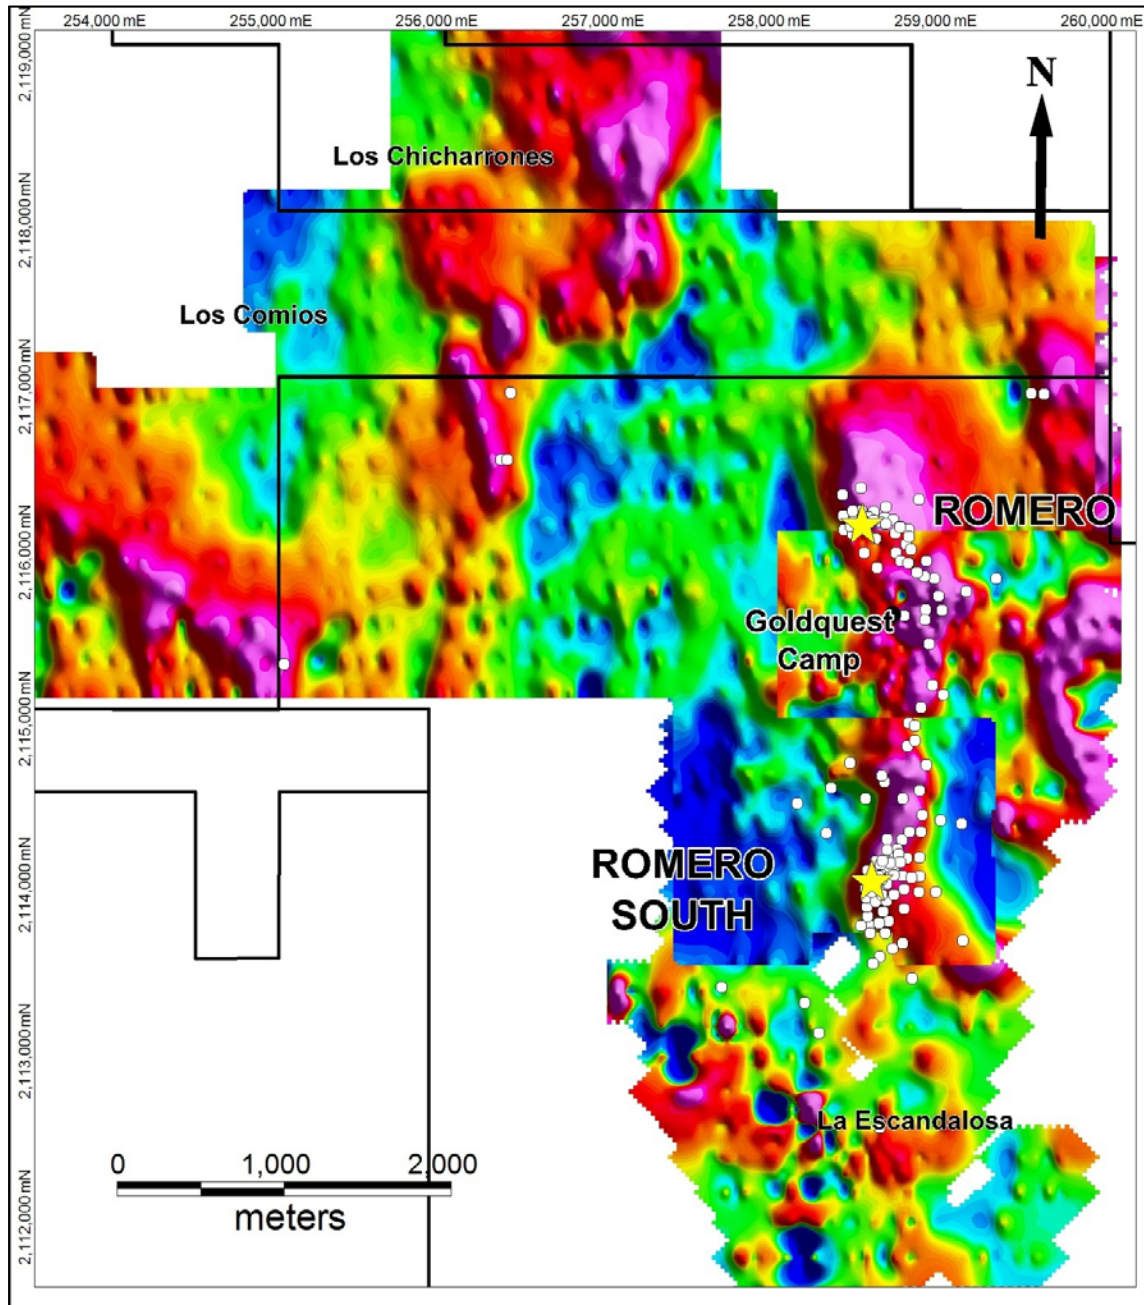 254,000 mE
255,000 mE
256,000 mE
257,000 mE
258,000 mE
259,000 mE
260,000 mE
2,119,000 mN
N
Los Chicharrones
2,118,000 mN
Los Comios
2,117,000 mN
ROMERO
2,116,000 mN
Goldquest
Camp
2,115,000 mN
ROMERO
SOUTH
2,114,000 mN
2,113,000 mN
La Escandalosa
0 1,000 2,000
meters
2,112,000 mN